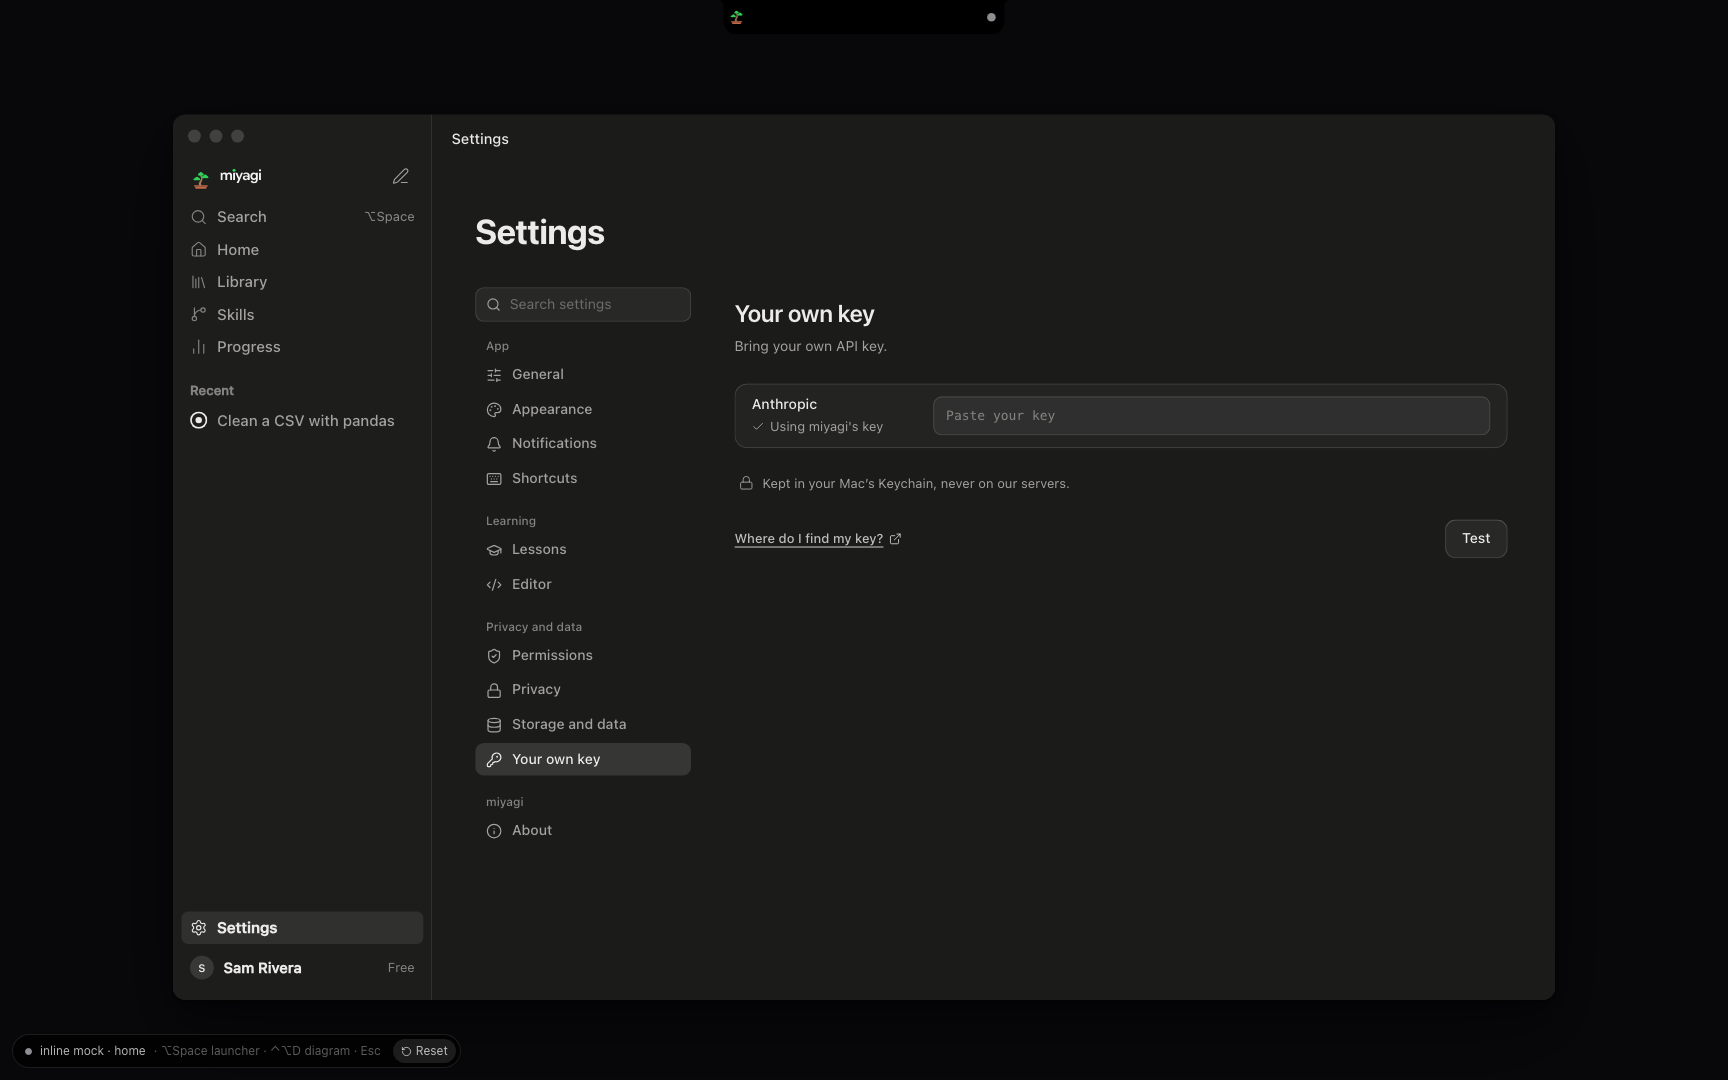 Settings
miyagi
Search ⌥Space
Home
Library
Skills
Progress
Recent
Clean a CSV with pandas
Settings
S Sam Rivera Free
Settings
Search settings
App
General
Appearance
Notifications
Shortcuts
Learning
Lessons
Editor
Privacy and data
Permissions
Privacy
Storage and data
Your own key
miyagi
About
Your own key
Bring your own API key.
Anthropic
Using miyagi's key
Paste your key
Kept in your Mac's Keychain, never on our servers.
Where do I find my key?
Test
inline mock · home · ⌥Space launcher · ^⌥D diagram · Esc Reset